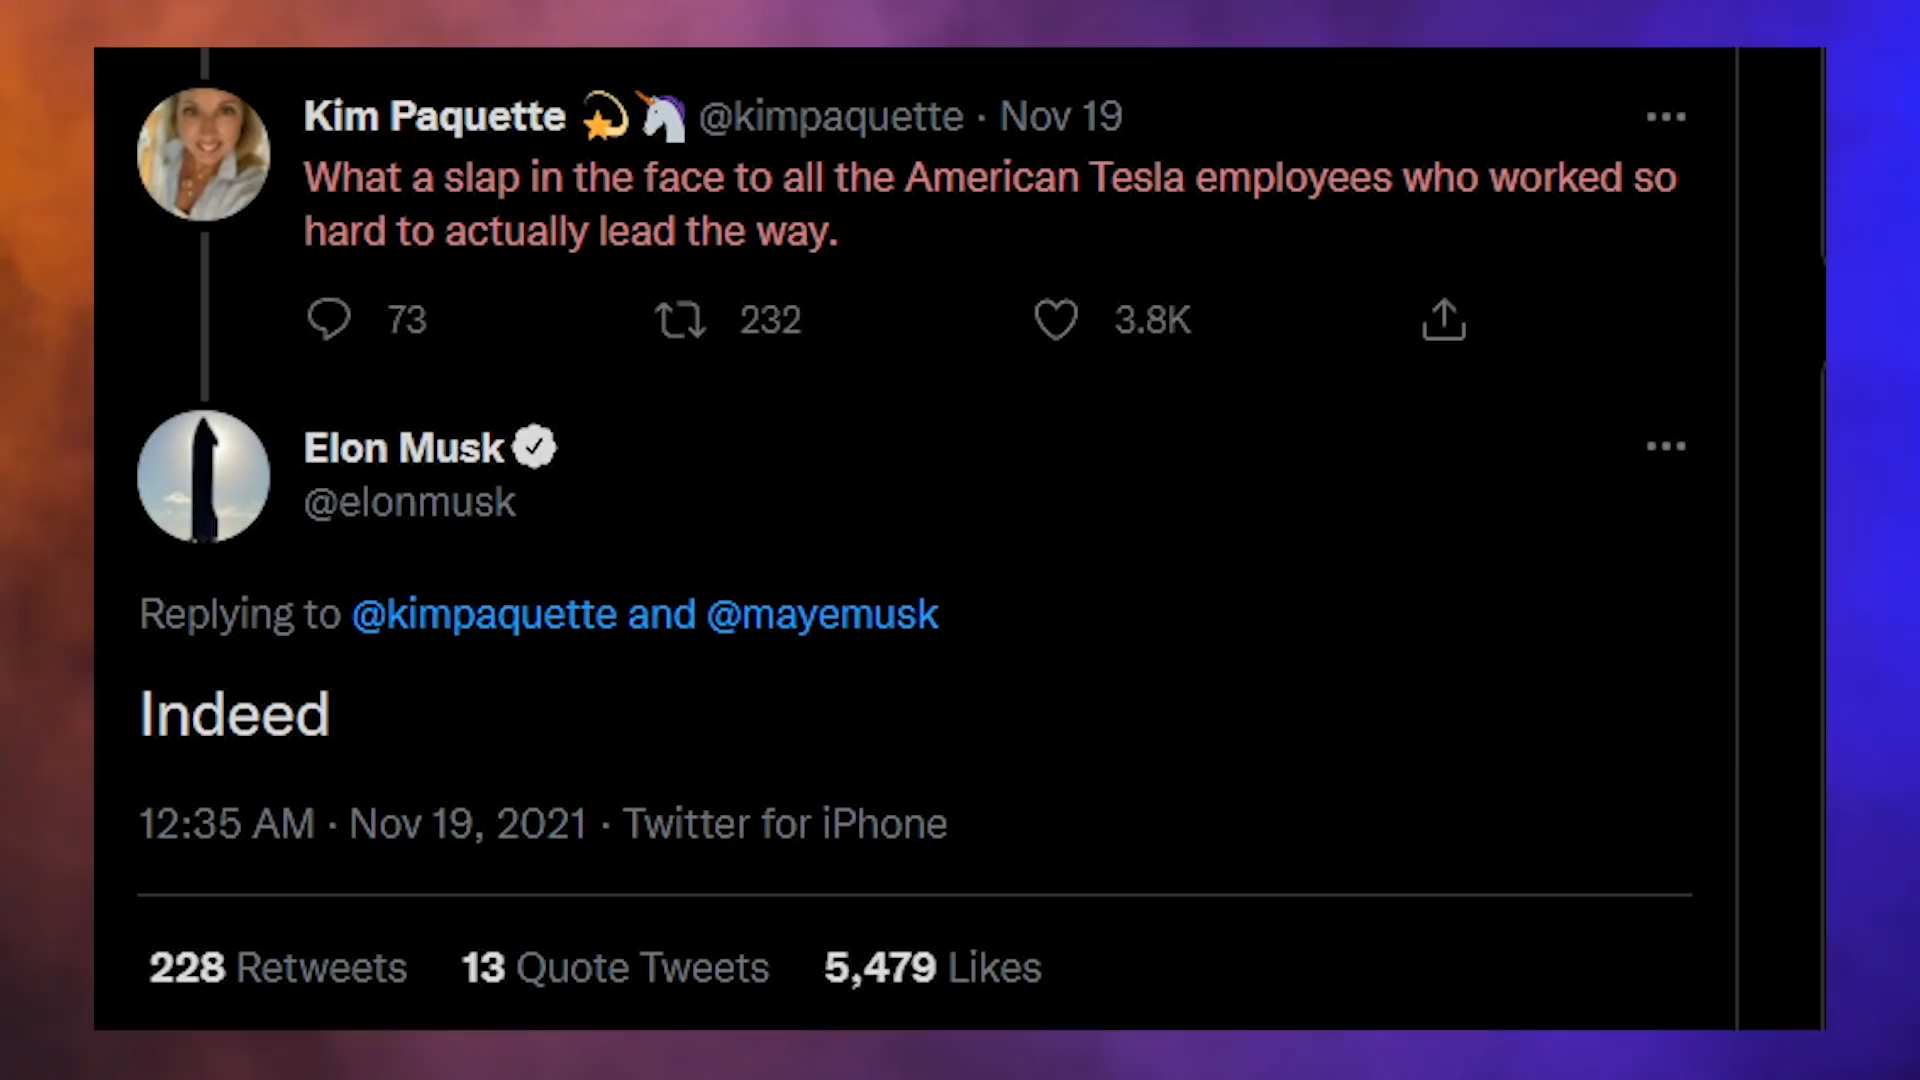 Kim Paquette 💫🦄 @kimpaquette · Nov 19
What a slap in the face to all the American Tesla employees who worked so
hard to actually lead the way.
73 232 3.8K
Elon Musk
@elonmusk
Replying to @kimpaquette and @mayemusk
Indeed
12:35 AM · Nov 19, 2021 · Twitter for iPhone
228 Retweets 13 Quote Tweets 5,479 Likes